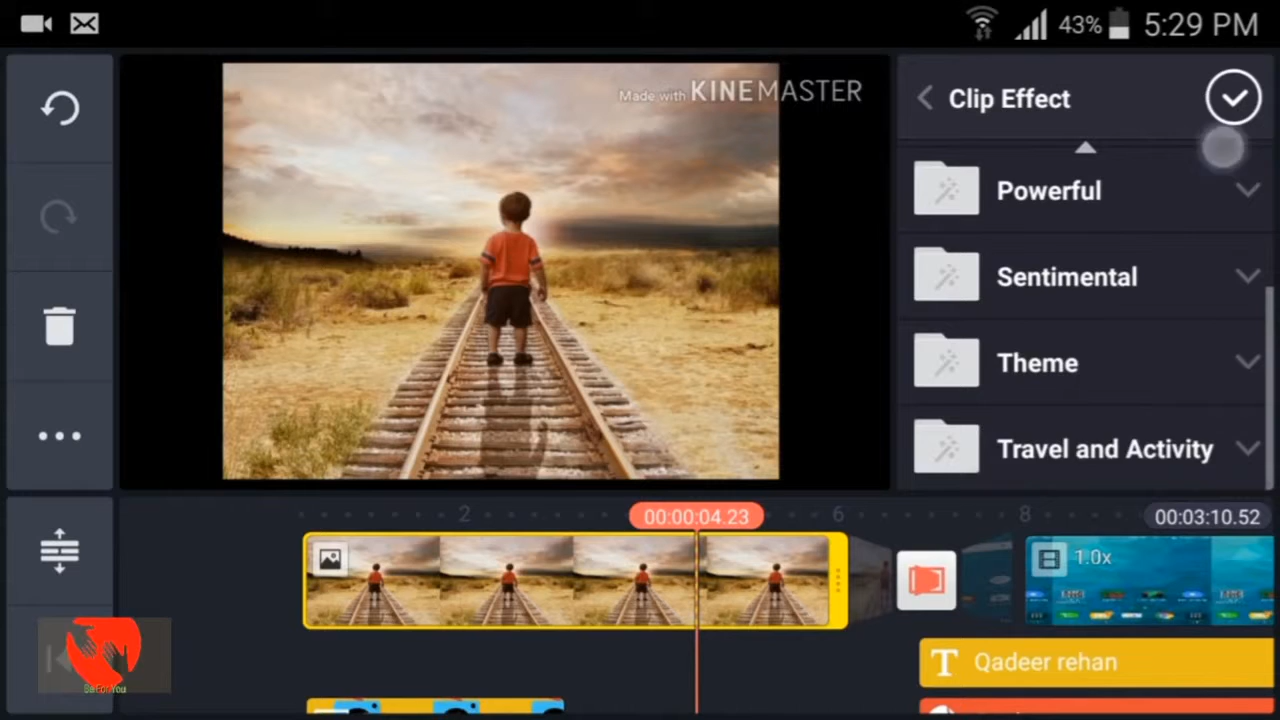 43% 5:29 PM
Made with KINEMASTER
Clip Effect
Powerful
Sentimental
Theme
Travel and Activity
2
00:00:04.23
6
8
00:03:10.52
1.0x
T Qadeer rehan